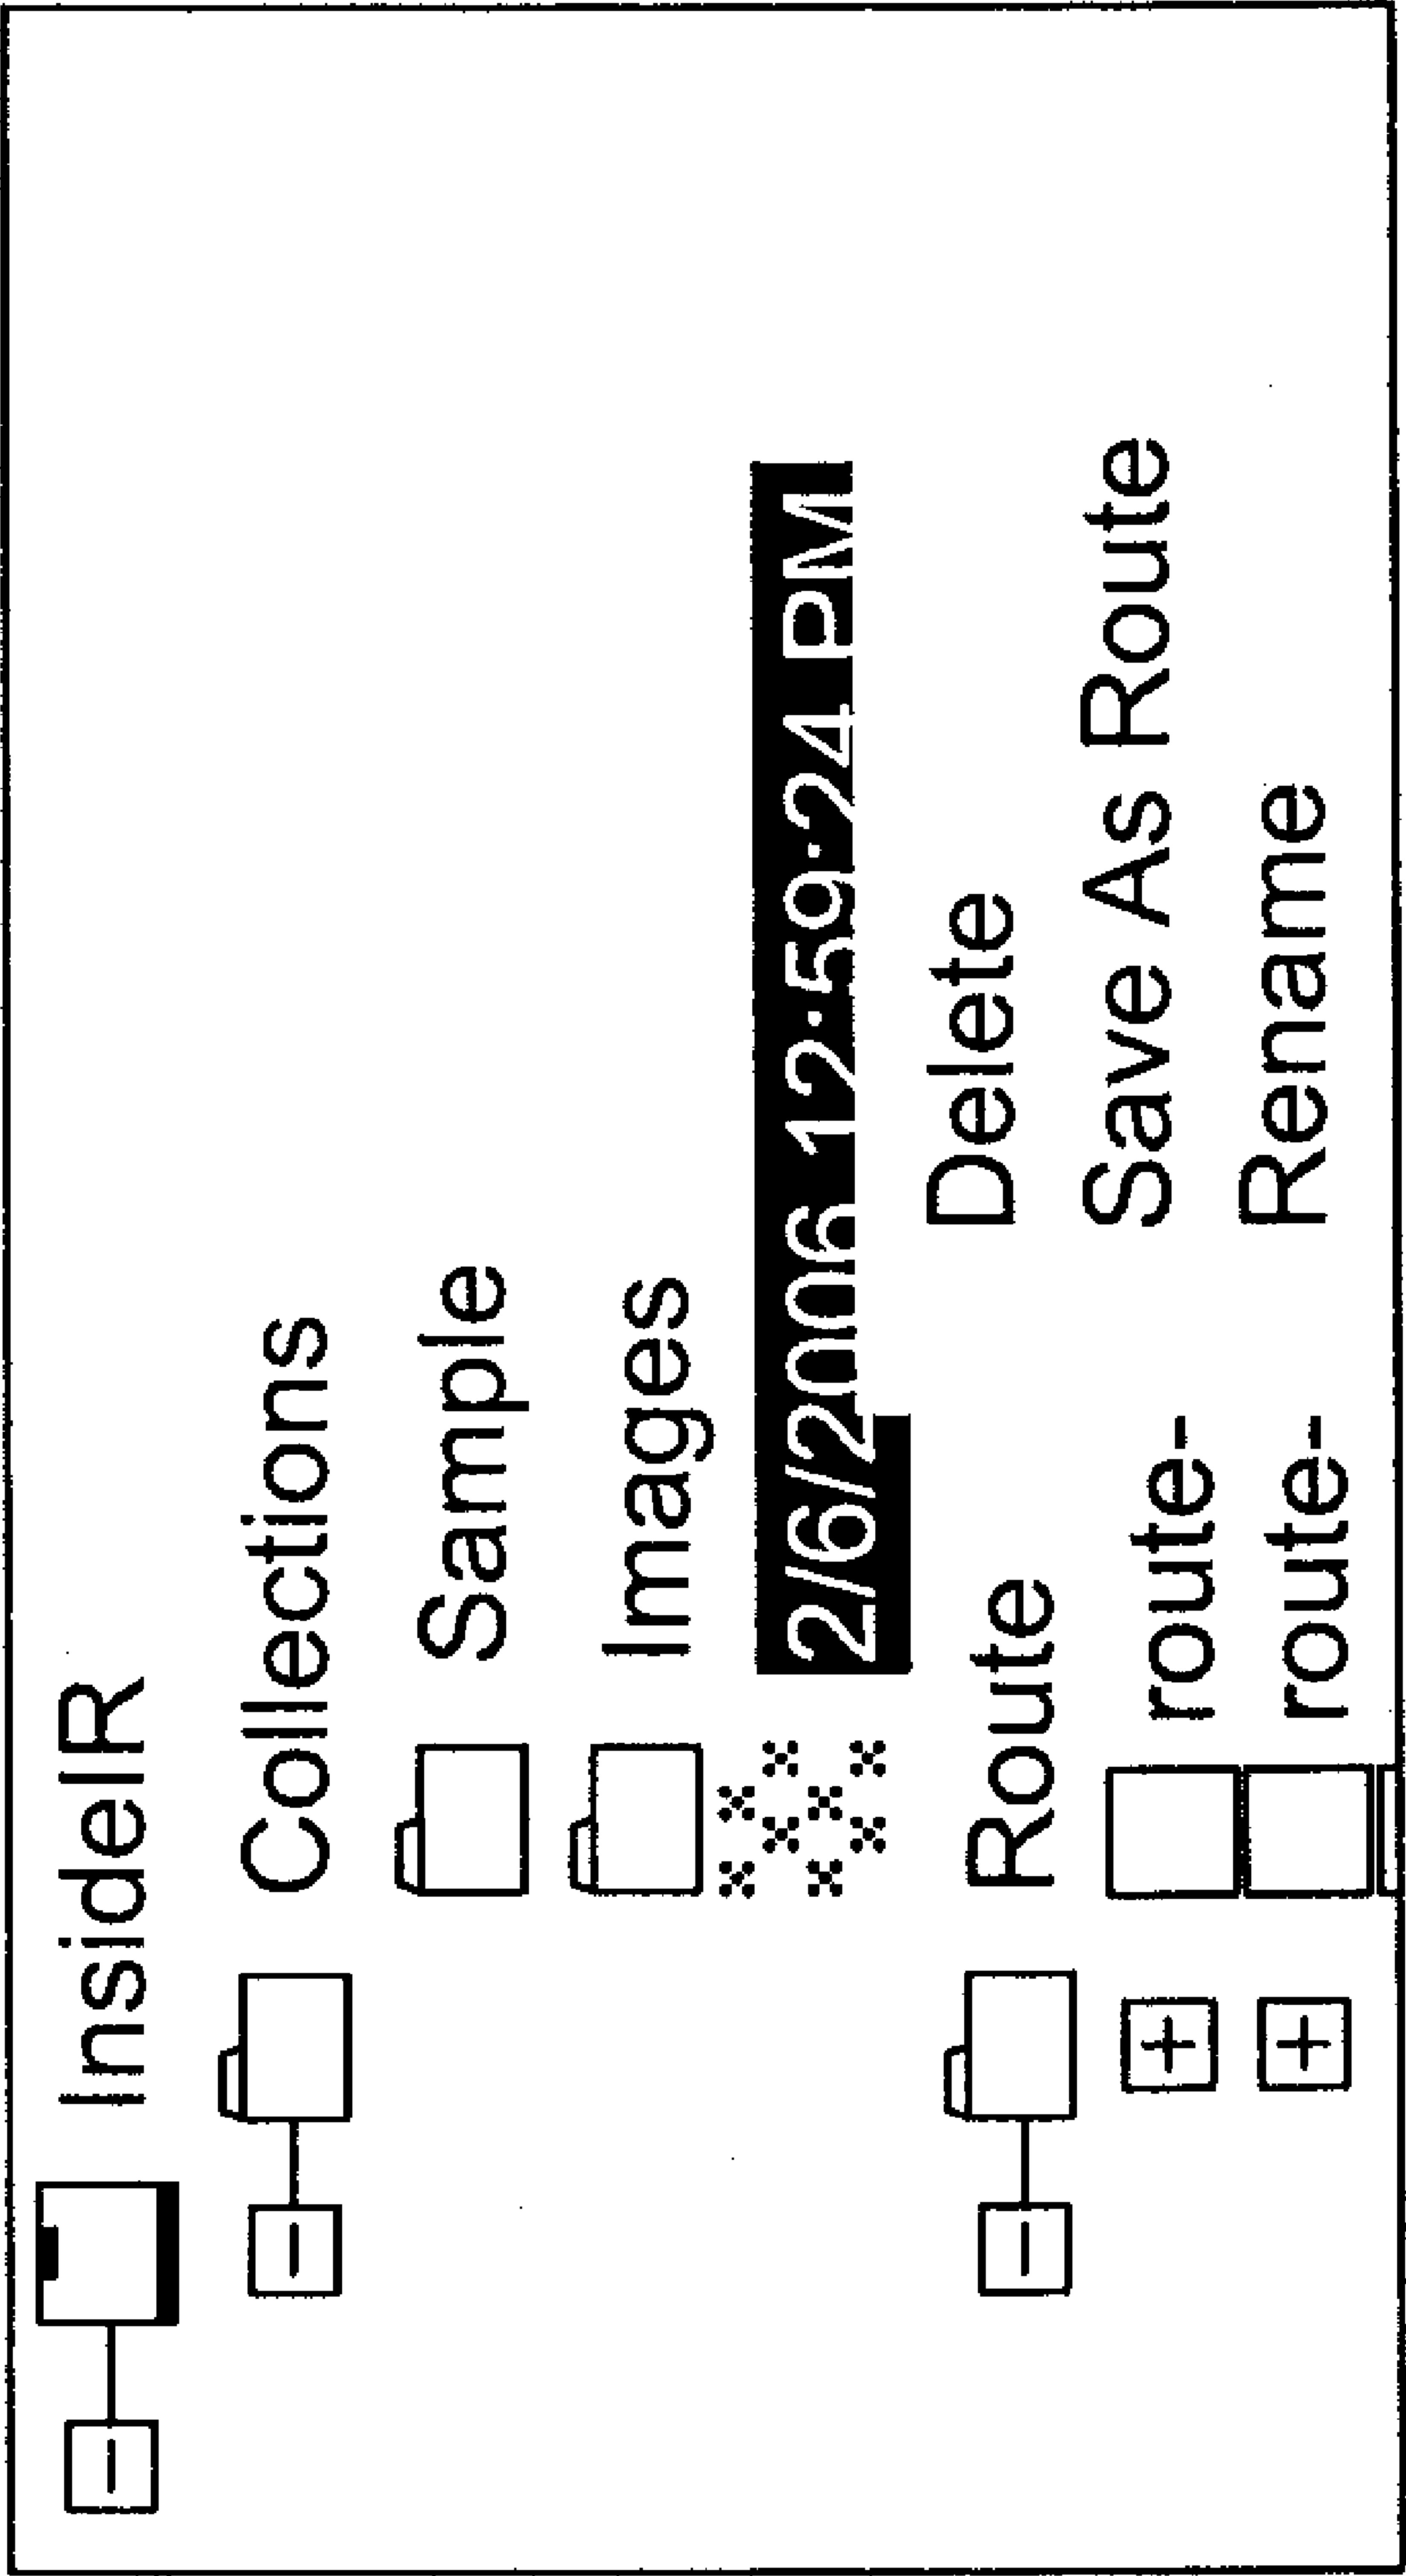 InsideIR
Collections
Sample
Images
2/6/2006 12:59:24 PM
Delete
Route
Save As Route
route-
Rename
route-